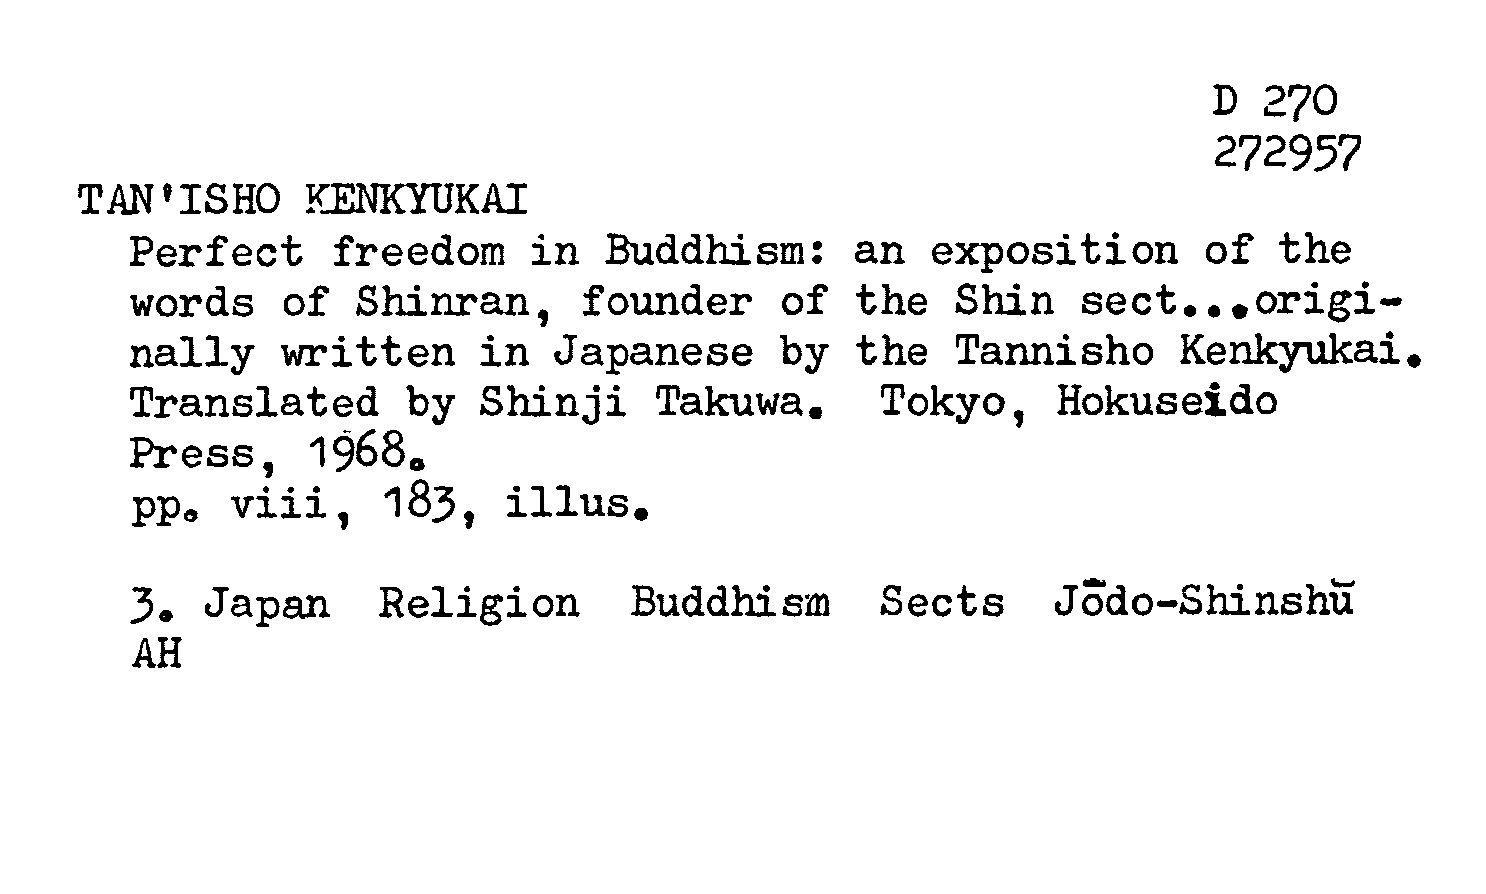 D 270
272957
TAN'ISHO KENKYUKAI
Perfect freedom in Buddhism: an exposition of the
words of Shinran, founder of the Shin sect...origi-
nally written in Japanese by the Tannisho Kenkyukai.
Translated by Shinji Takuwa. Tokyo, Hokuseido
Press, 1968.
pp. viii, 183, illus.
3. Japan Religion Buddhism Sects Jōdo-Shinshū
AH